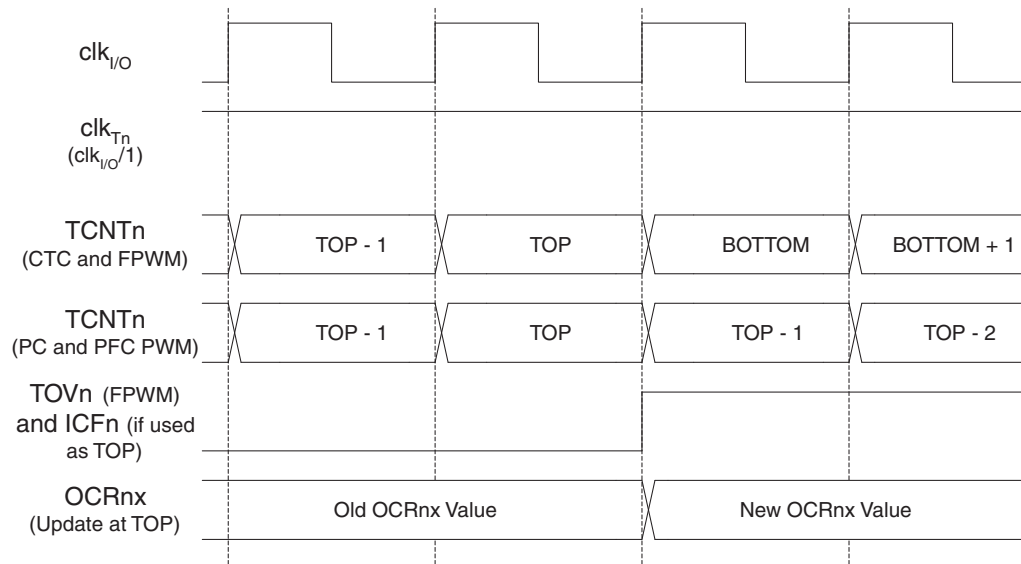 clkI/O
clkTn
(clkI/O/1)
TCNTn
(CTC and FPWM)
TOP - 1
TOP
BOTTOM
BOTTOM + 1
TCNTn
(PC and PFC PWM)
TOP - 1
TOP
TOP - 1
TOP - 2
TOVn (FPWM)
and ICFn (if used
as TOP)
OCRnx
(Update at TOP)
Old OCRnx Value
New OCRnx Value